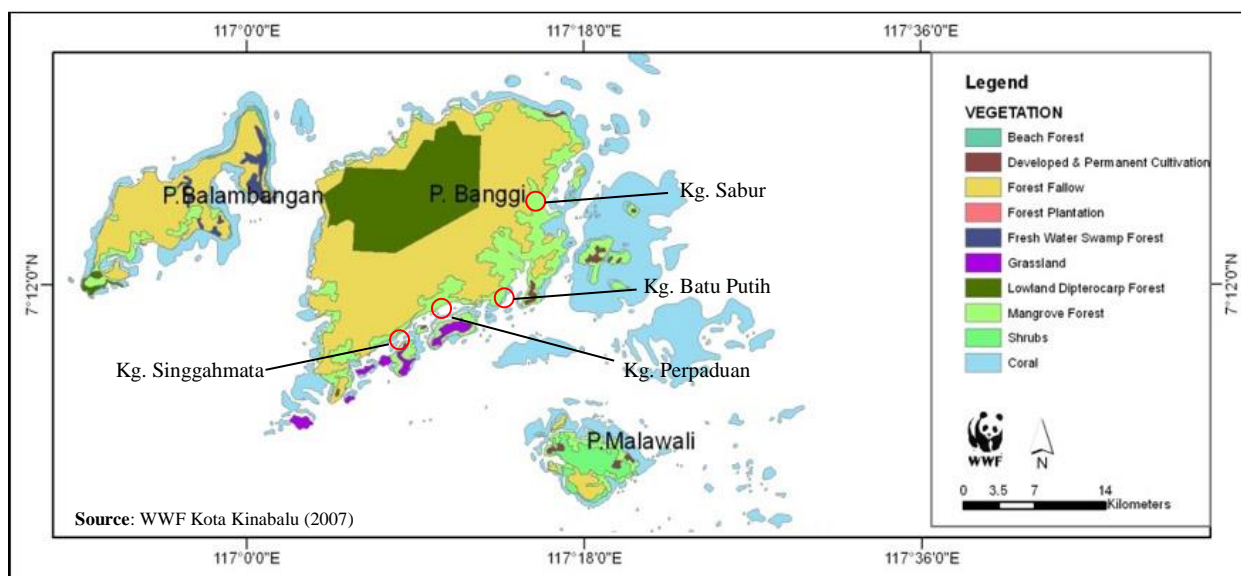 117°0'0"E
117°18'0"E
117°36'0"E
Legend
VEGETATION
Beach Forest
Developed & Permanent Cultivation
Forest Fallow
Forest Plantation
Fresh Water Swamp Forest
Grassland
Lowland Dipterocarp Forest
Mangrove Forest
Shrubs
Coral
P.Balambangan
P. Banggi
Kg. Sabur
7°12'0"N
7°12'0"N
Kg. Batu Putih
Kg. Singgahmata
Kg. Perpaduan
P.Malawali
WWF
N
0 3.5 7 14
Kilometers
Source: WWF Kota Kinabalu (2007)
117°0'0"E
117°18'0"E
117°36'0"E